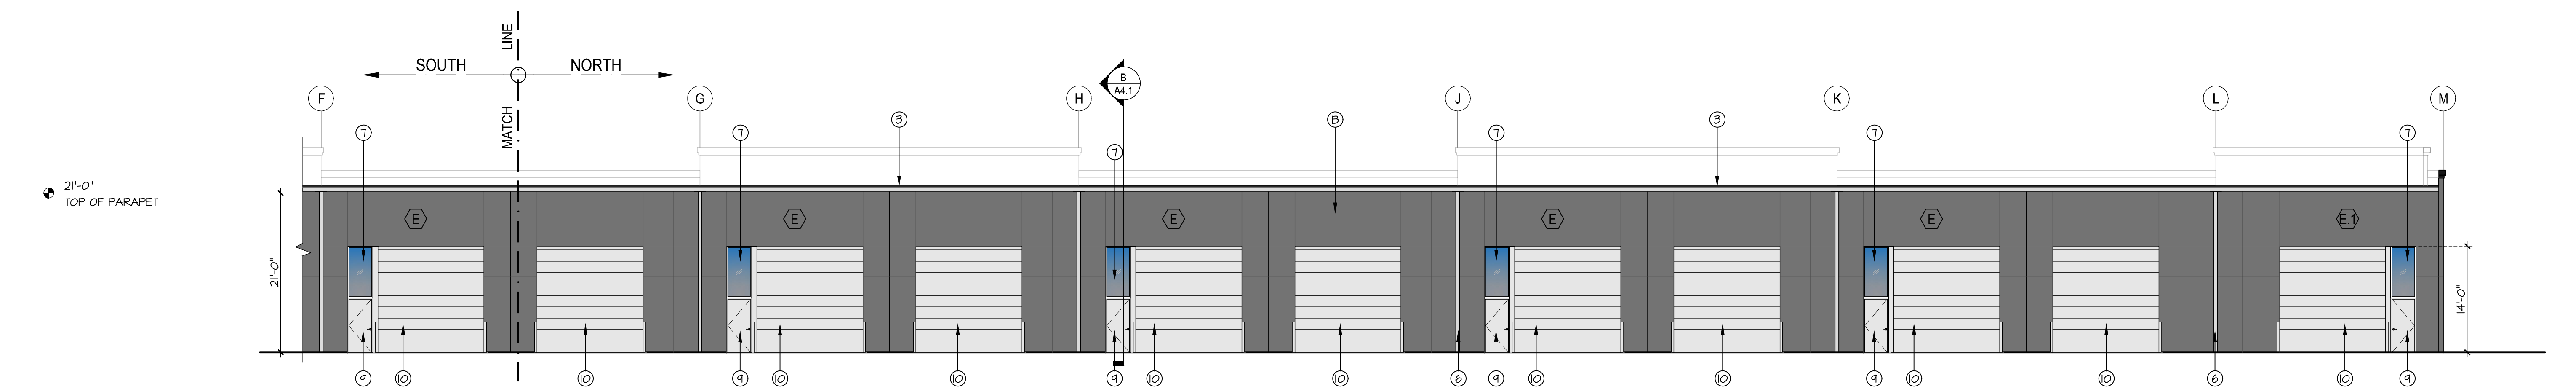 MATCH LINE
SOUTH NORTH
B
A4.1
F G H J K L M
3 B 3
7 7 7 7 7 7
21'-0"
TOP OF PARAPET
E E E E E E.1
21'-0"
14'-0"
9 10 10 9 10 10 9 10 10 6 9 10 10 9 10 10 6 10 9